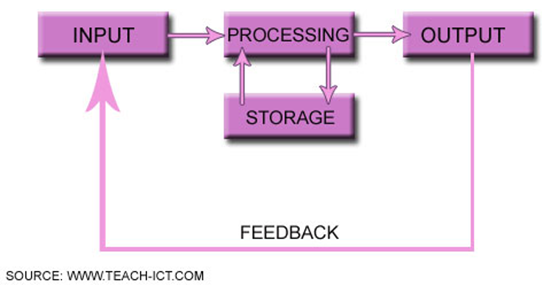 INPUT
PROCESSING
OUTPUT
STORAGE
FEEDBACK
SOURCE: WWW.TEACH-ICT.COM